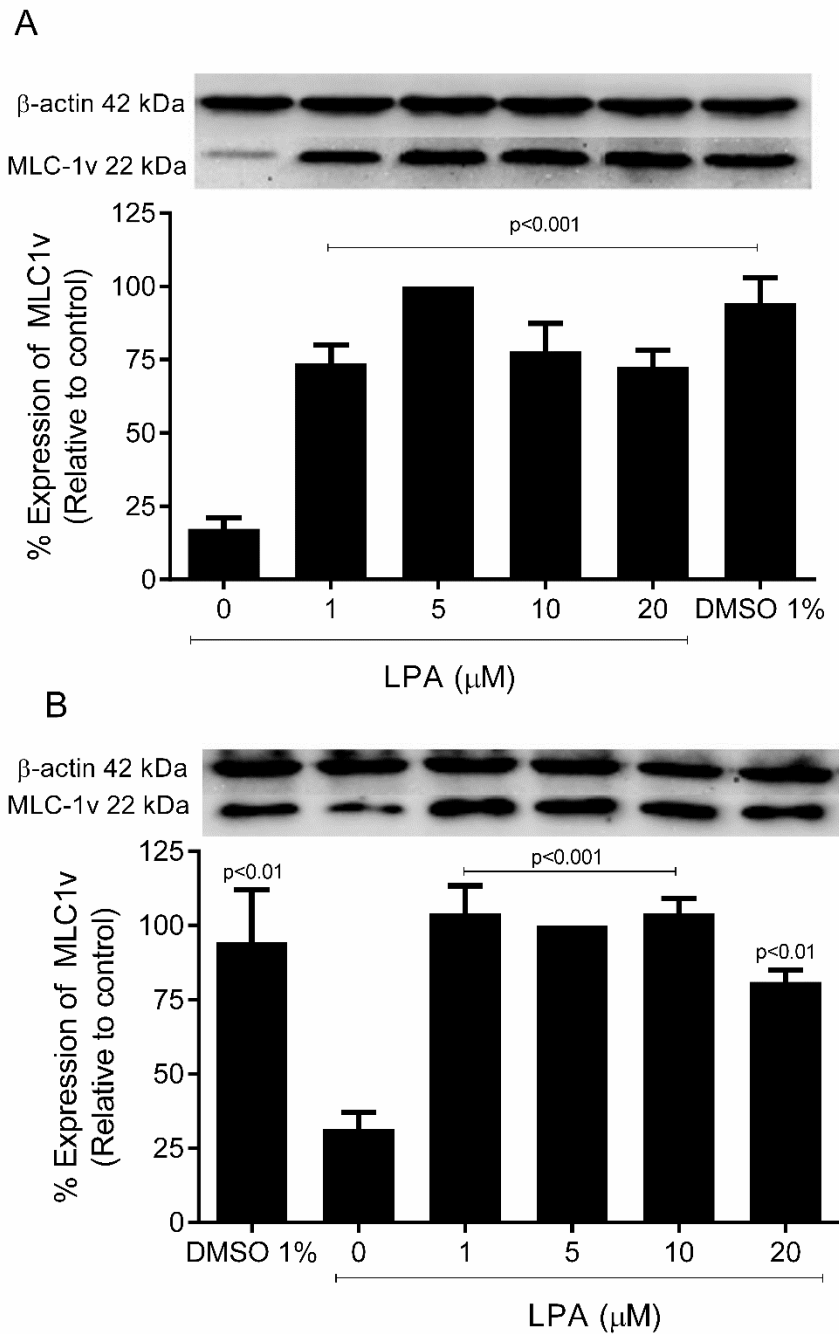 A
β-actin 42 kDa
MLC-1v 22 kDa
% Expression of MLC1v
(Relative to control)
125
100
75
50
25
0
p<0.001
0 1 5 10 20 DMSO 1%
LPA (μM)
B
β-actin 42 kDa
MLC-1v 22 kDa
% Expression of MLC1v
(Relative to control)
125
100
75
50
25
0
p<0.01
p<0.001
p<0.01
DMSO 1% 0 1 5 10 20
LPA (μM)